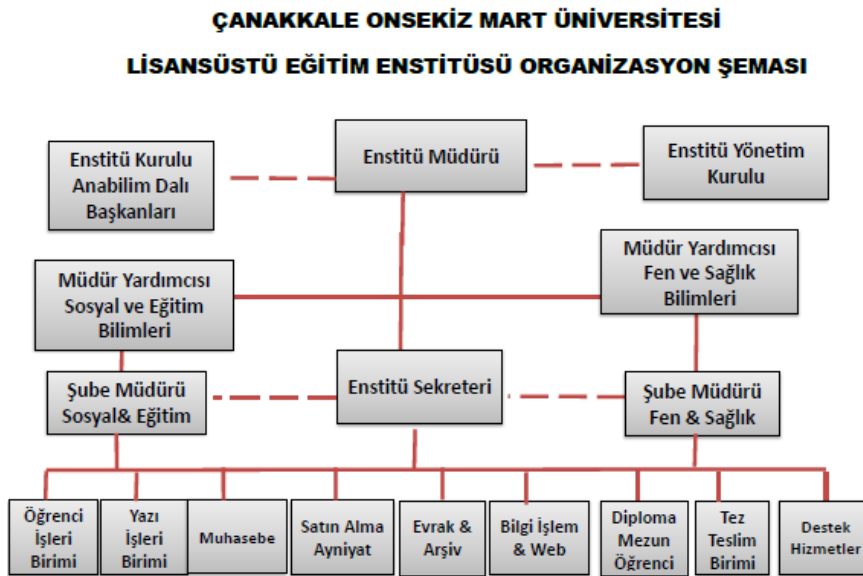 ÇANAKKALE ONSEKİZ MART ÜNİVERSİTESİ
LİSANSÜSTÜ EĞİTİM ENSTİTÜSÜ ORGANİZASYON ŞEMASI
Enstitü Kurulu
Anabilim Dalı
Başkanları
Enstitü Müdürü
Enstitü Yönetim
Kurulu
Müdür Yardımcısı
Sosyal ve Eğitim
Bilimleri
Müdür Yardımcısı
Fen ve Sağlık
Bilimleri
Şube Müdürü
Sosyal& Eğitim
Enstitü Sekreteri
Şube Müdürü
Fen & Sağlık
Öğrenci
İşleri
Birimi
Yazı
İşleri
Birimi
Muhasebe
Satın Alma
Ayniyat
Evrak &
Arşiv
Bilgi İşlem
& Web
Diploma
Mezun
Öğrenci
Tez
Teslim
Birimi
Destek
Hizmetler